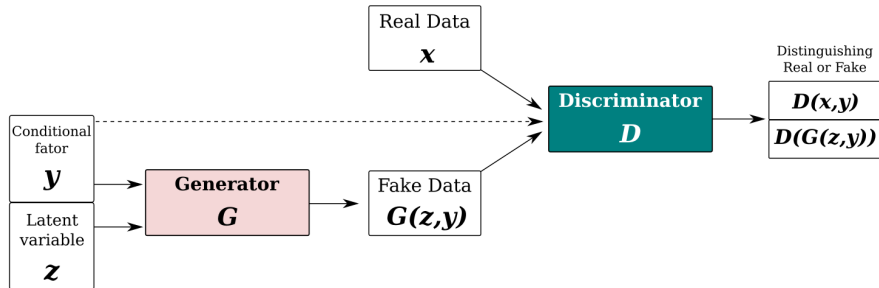 Real Data
x
Distinguishing
Real or Fake
Discriminator
D
D(x,y)
D(G(z,y))
Conditional
fator
y
Generator
G
Fake Data
G(z,y)
Latent
variable
z